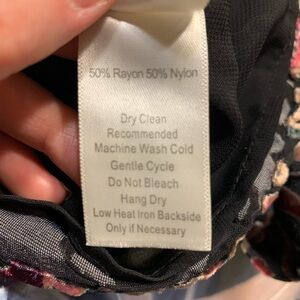 50% Rayon 50% Nylon
Dry Clean
Recommended
Machine Wash Cold
Gentle Cycle
Do Not Bleach
Hang Dry
Low Heat Iron Backside
Only if Necessary